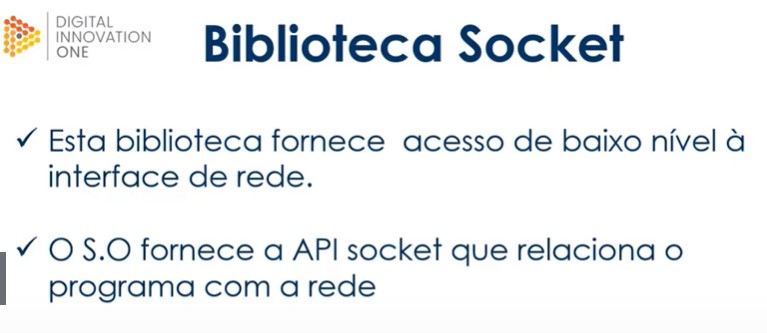 DIGITAL
INNOVATION
ONE
Biblioteca Socket
✓ Esta biblioteca fornece acesso de baixo nível à
interface de rede.
✓ O S.O fornece a API socket que relaciona o
programa com a rede